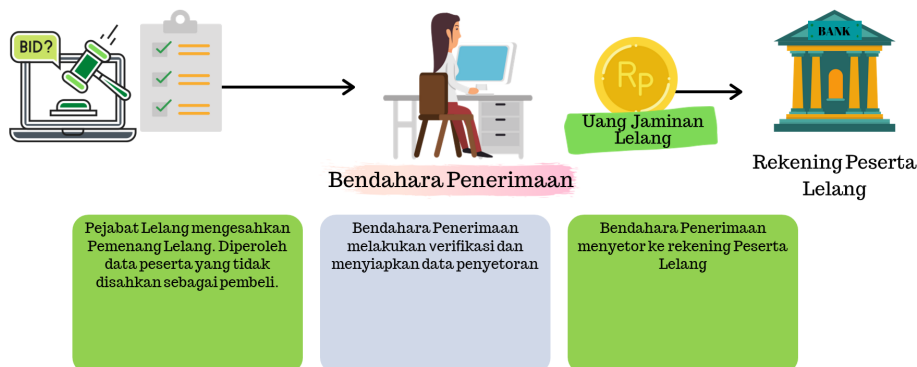 BID?
Rp
BANK
Uang Jaminan
Lelang
Rekening Peserta
Lelang
Bendahara Penerimaan
Pejabat Lelang mengesahkan
Pemenang Lelang. Diperoleh
data peserta yang tidak
disahkan sebagai pembeli.
Bendahara Penerimaan
melakukan verifikasi dan
menyiapkan data penyetoran
Bendahara Penerimaan
menyetor ke rekening Peserta
Lelang